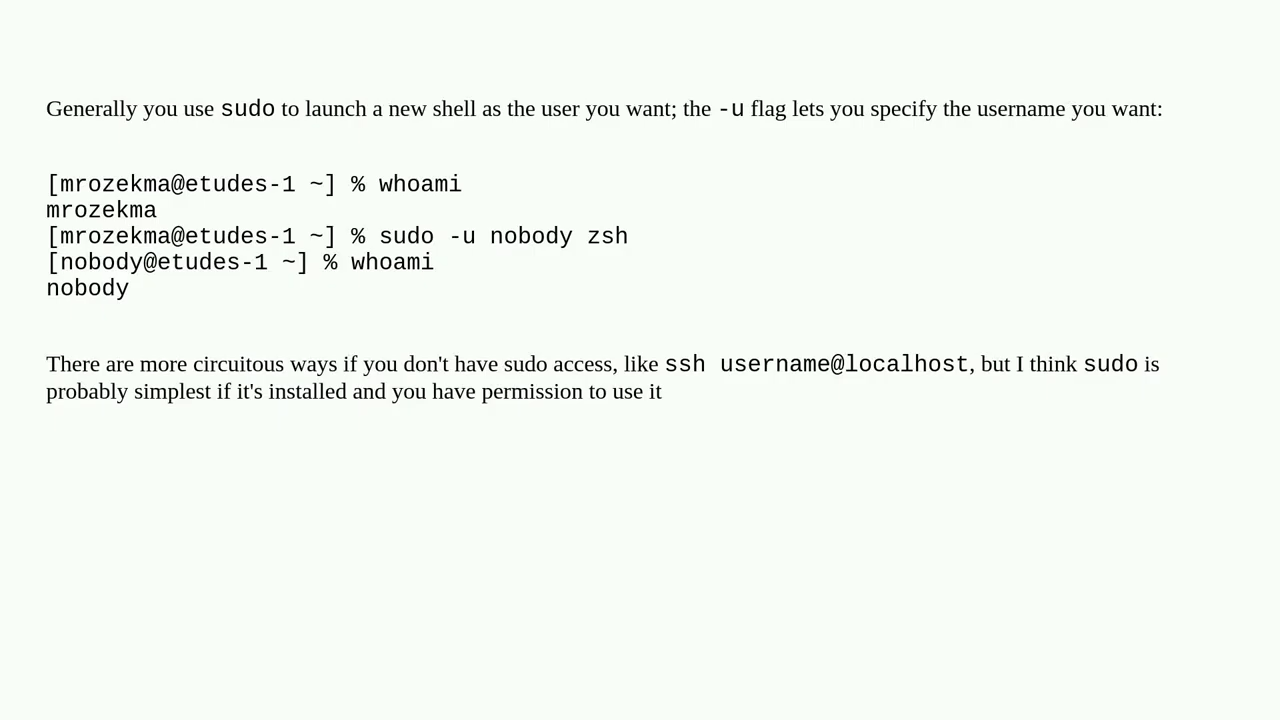 Generally you use sudo to launch a new shell as the user you want; the -u flag lets you specify the username you want:
[mrozekma@etudes-1 ~] % whoami
mrozekma
[mrozekma@etudes-1 ~] % sudo -u nobody zsh
[nobody@etudes-1 ~] % whoami
nobody
There are more circuitous ways if you don't have sudo access, like ssh username@localhost, but I think sudo is
probably simplest if it's installed and you have permission to use it